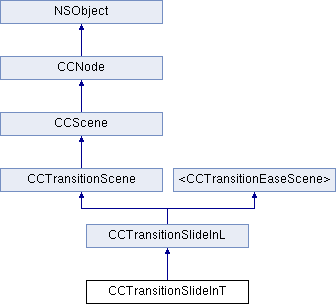 NSObject
CCNode
CCScene
CCTransitionScene
<CCTransitionEaseScene>
CCTransitionSlideInL
CCTransitionSlideInT